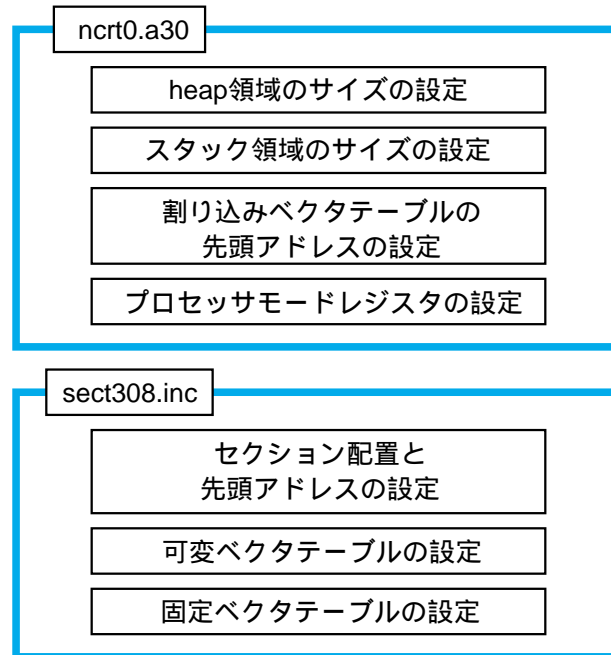 ncrt0.a30
heap領域のサイズの設定
スタック領域のサイズの設定
割り込みベクタテーブルの
先頭アドレスの設定
プロセッサモードレジスタの設定
sect308.inc
セクション配置と
先頭アドレスの設定
可変ベクタテーブルの設定
固定ベクタテーブルの設定